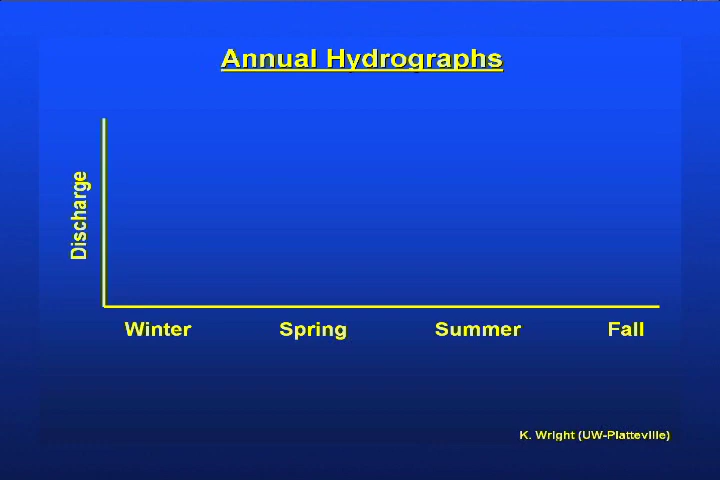 Annual Hydrographs
Discharge
Winter Spring Summer Fall
K. Wright (UW-Platteville)